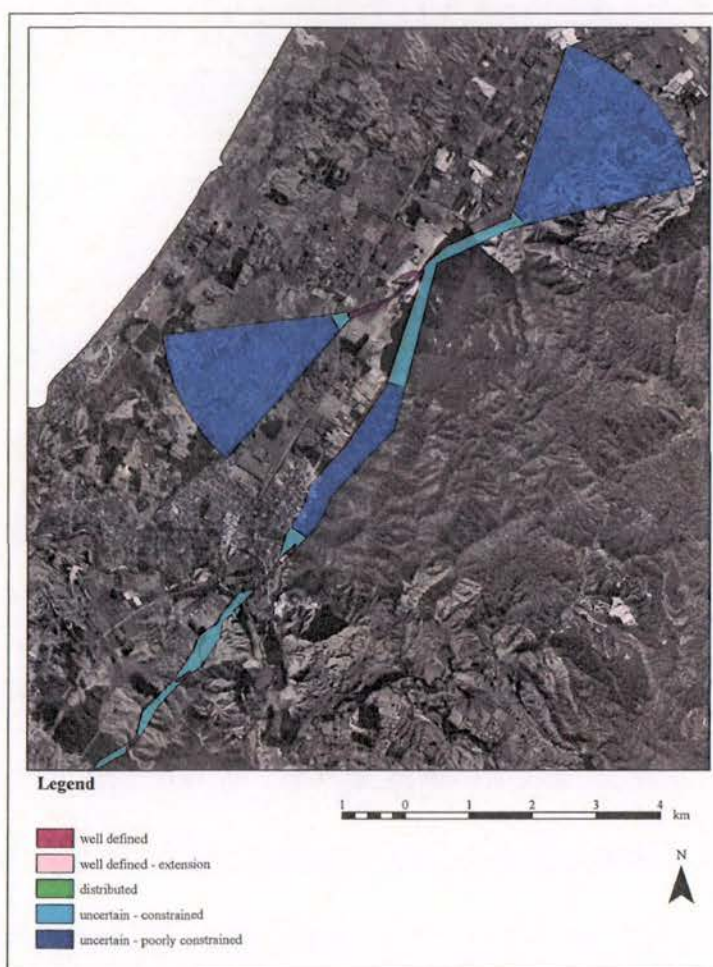 Legend
1 0 1 2 3 4
km
N
well defined
well defined - extension
distributed
uncertain - constrained
uncertain - poorly constrained